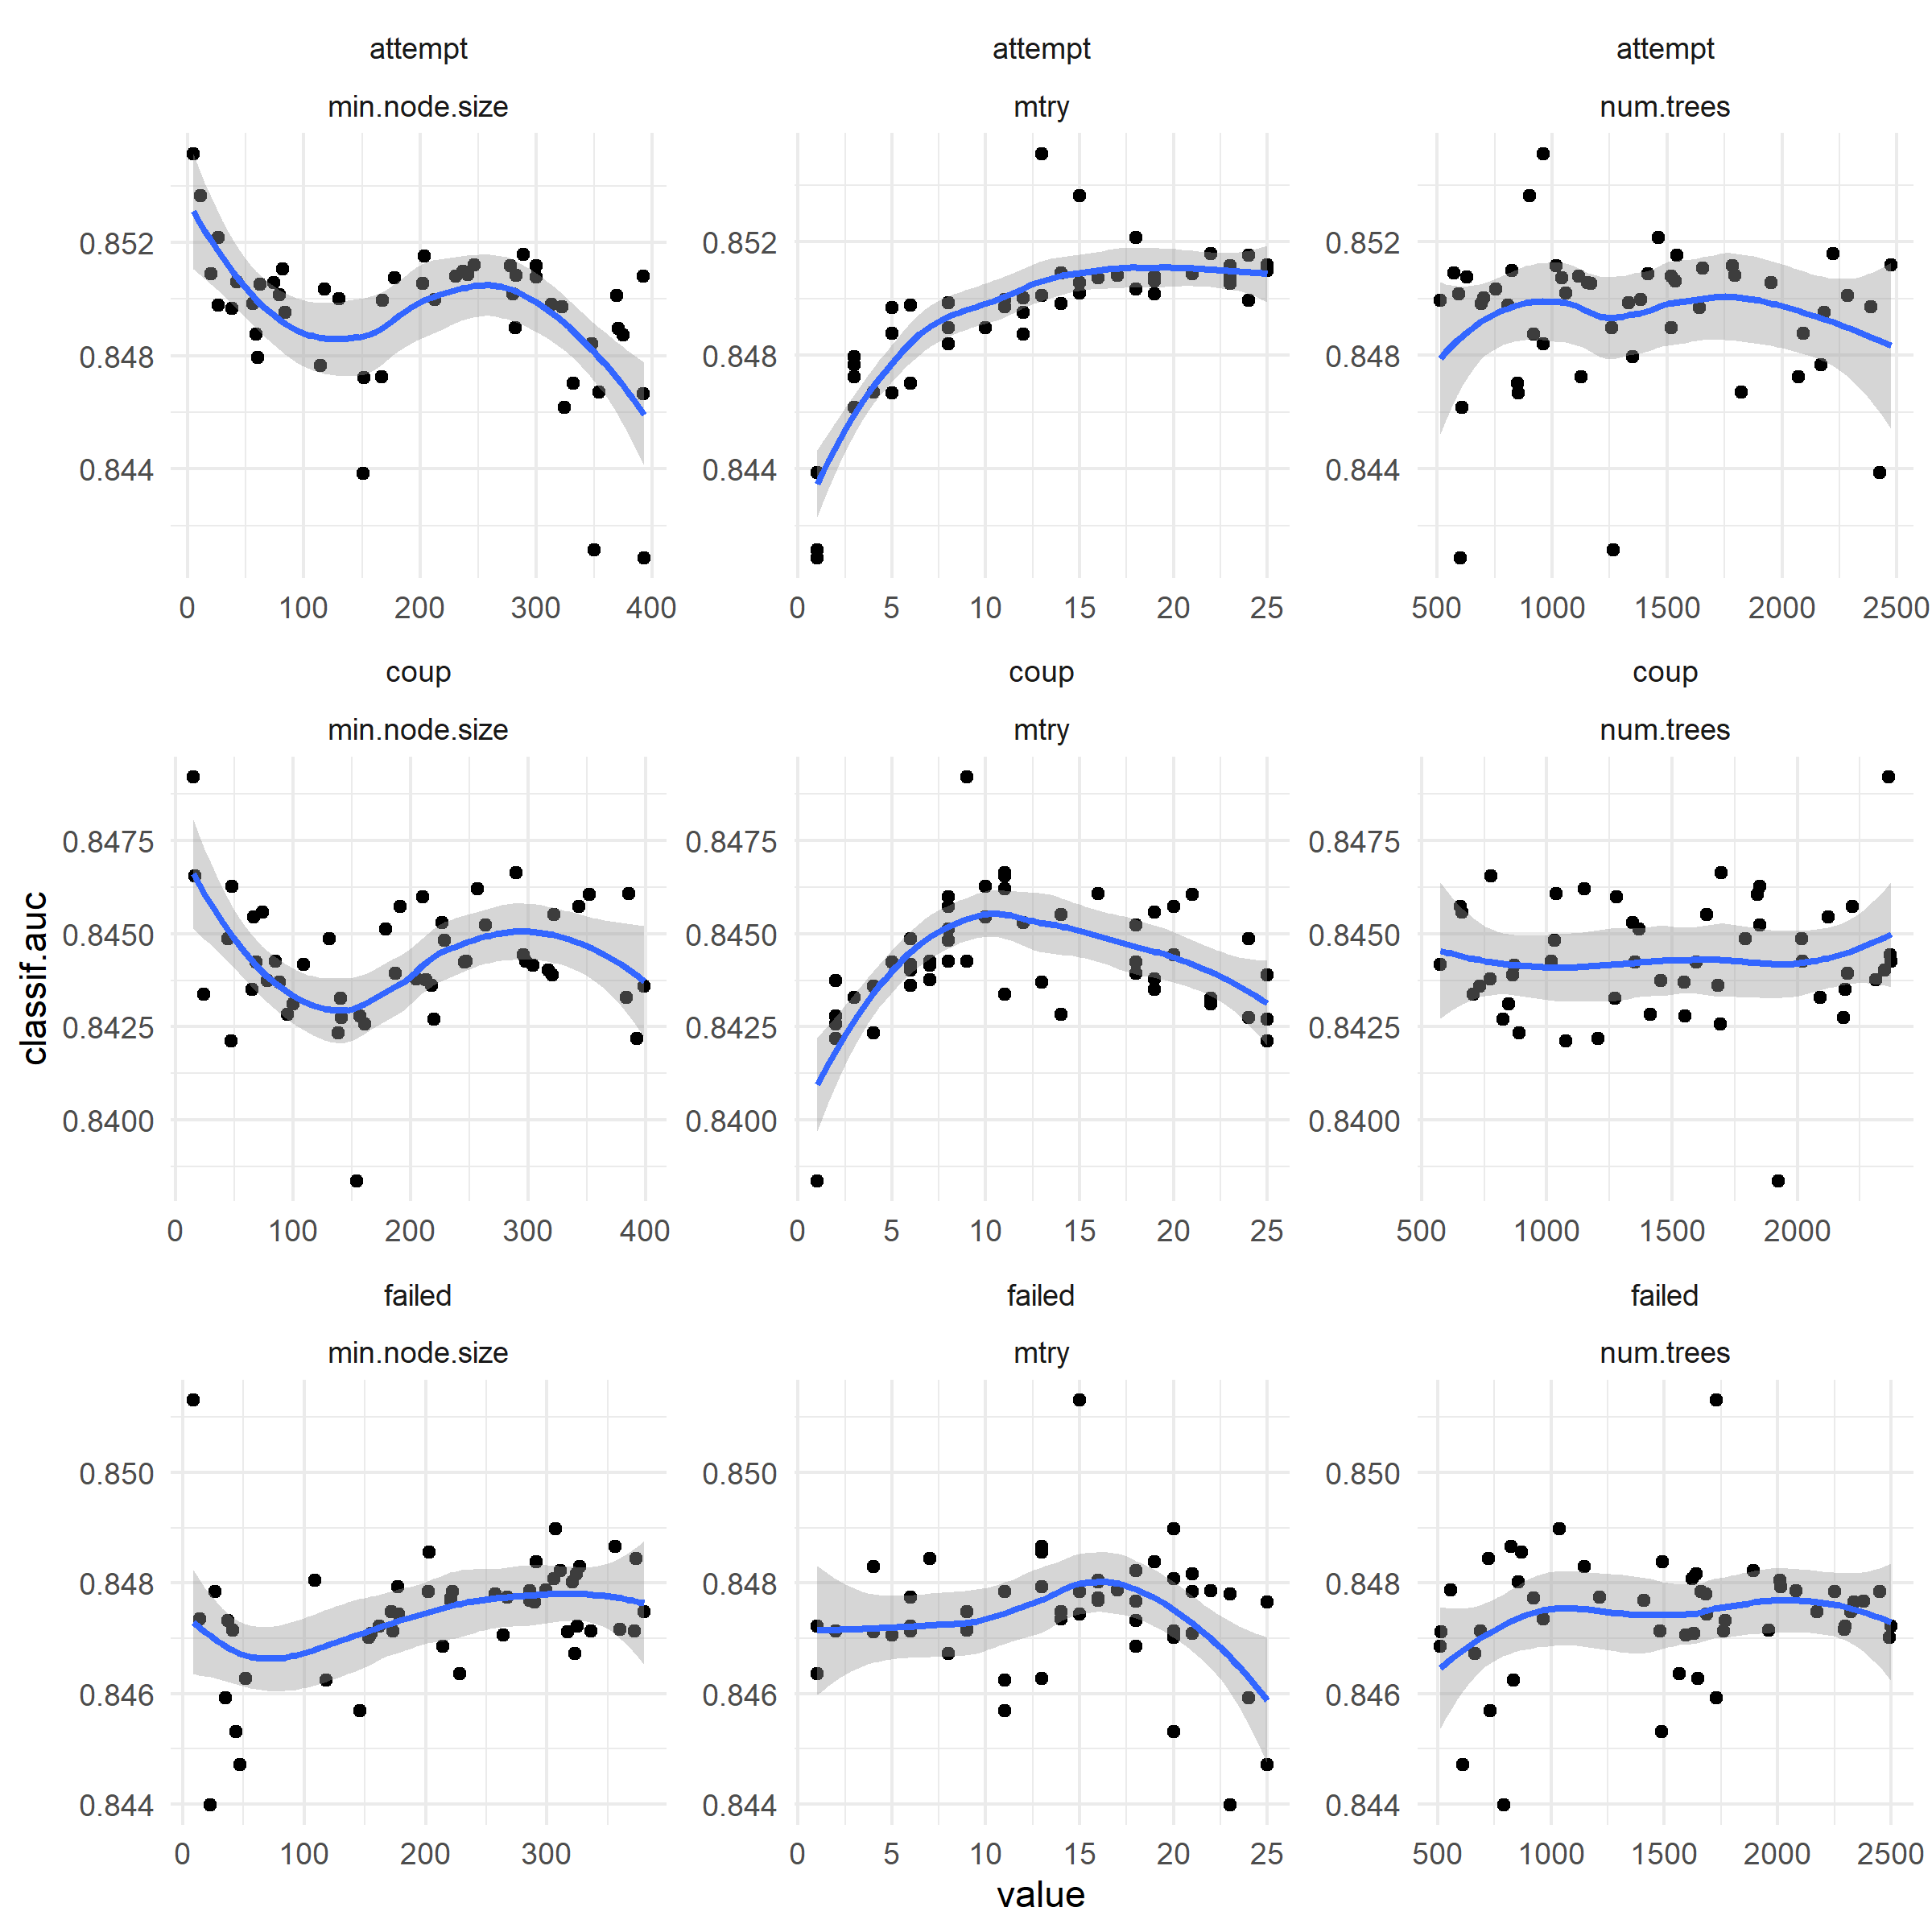 attempt attempt attempt
min.node.size mtry num.trees
0.852 0.852 0.852
0.848 0.848 0.848
0.844 0.844 0.844
0 100 200 300 400 0 5 10 15 20 25 500 1000 1500 2000 2500
coup coup coup
min.node.size mtry num.trees
0.8475 0.8475 0.8475
0.8450 0.8450 0.8450
0.8425 0.8425 0.8425
0.8400 0.8400 0.8400
classif.auc
0 100 200 300 400 0 5 10 15 20 25 500 1000 1500 2000
failed failed failed
min.node.size mtry num.trees
0.850 0.850 0.850
0.848 0.848 0.848
0.846 0.846 0.846
0.844 0.844 0.844
0 100 200 300 0 5 10 15 20 25 500 1000 1500 2000 2500
value